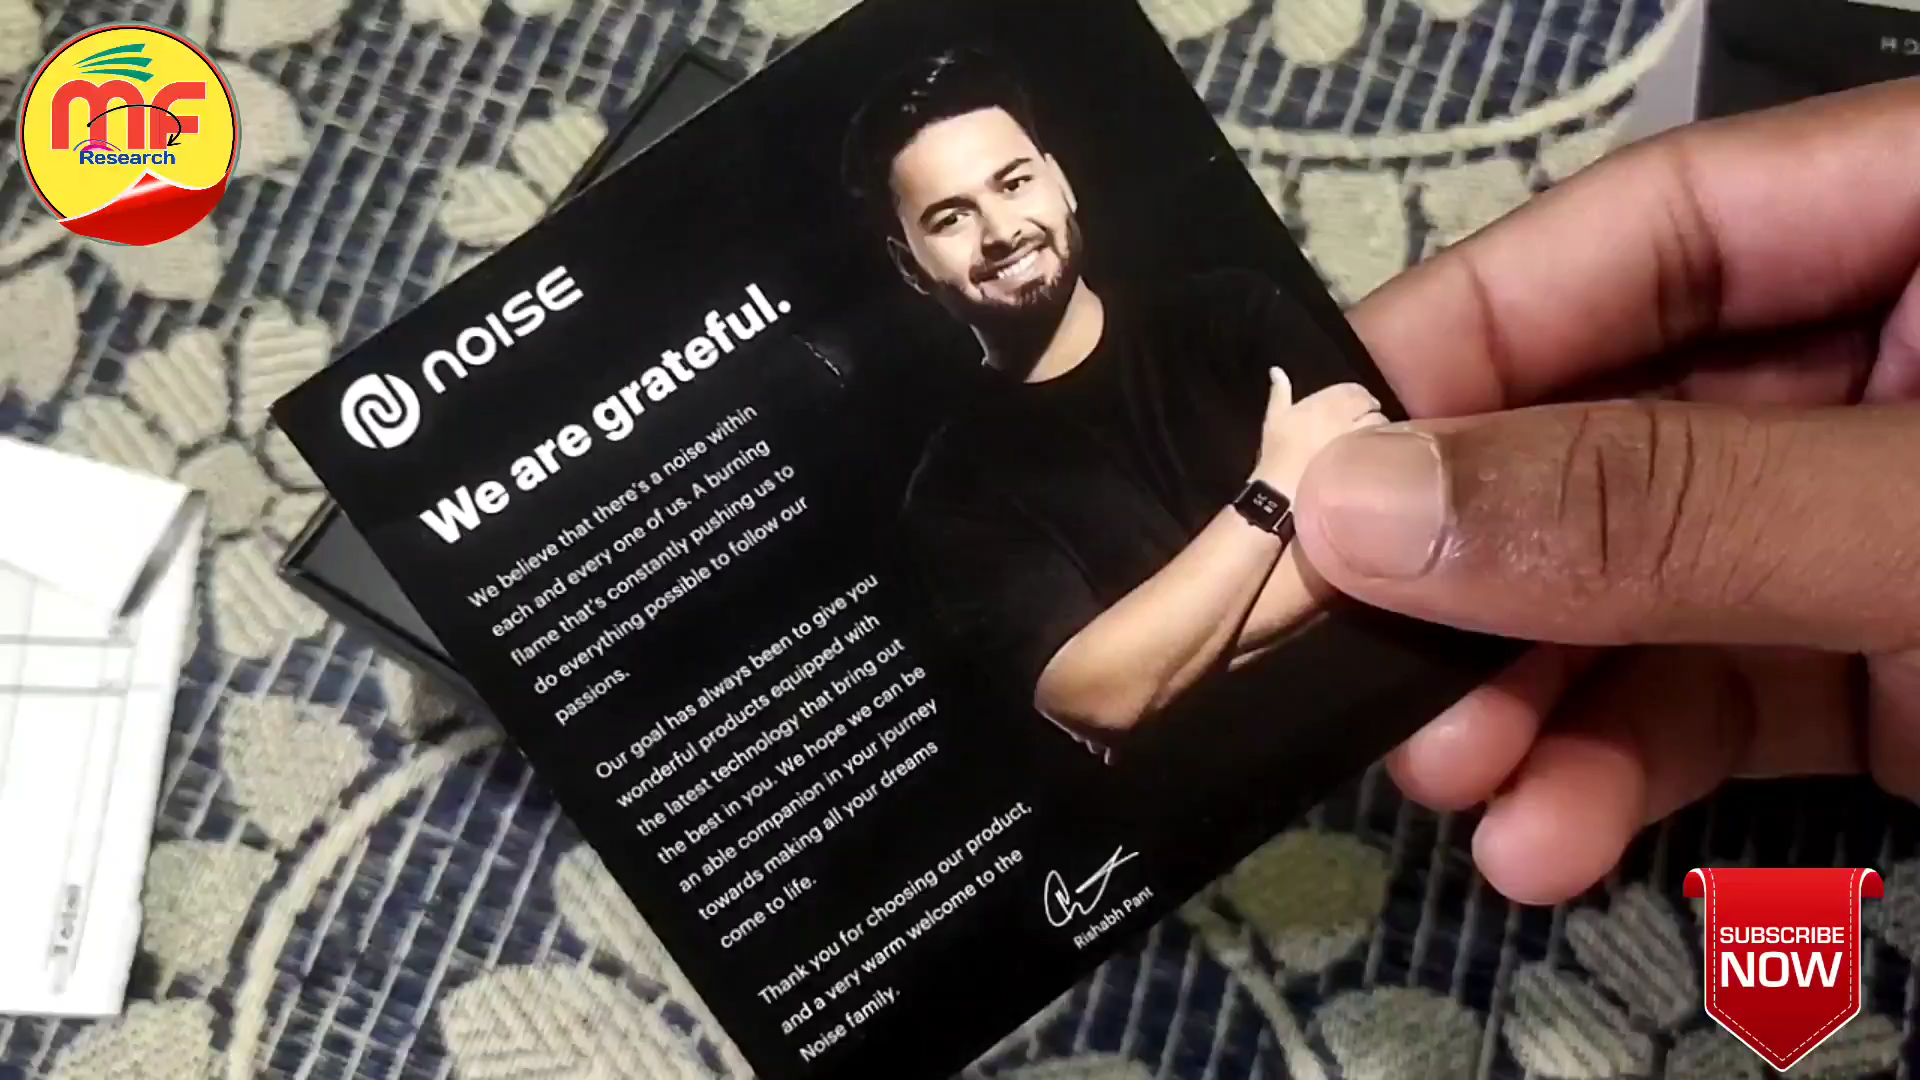 MF
Research
NOISE
We are grateful.
We believe that there's a noise within
each and every one of us. A burning
flame that's constantly pushing us to
do everything possible to follow our
passions.
Our goal has always been to give you
wonderful products equipped with
the latest technology that bring out
the best in you. We hope we can be
an able companion in your journey
towards making all your dreams
come to life.
Thank you for choosing our product,
and a very warm welcome to the
Noise family.
Rishabh Pant
SUBSCRIBE
NOW